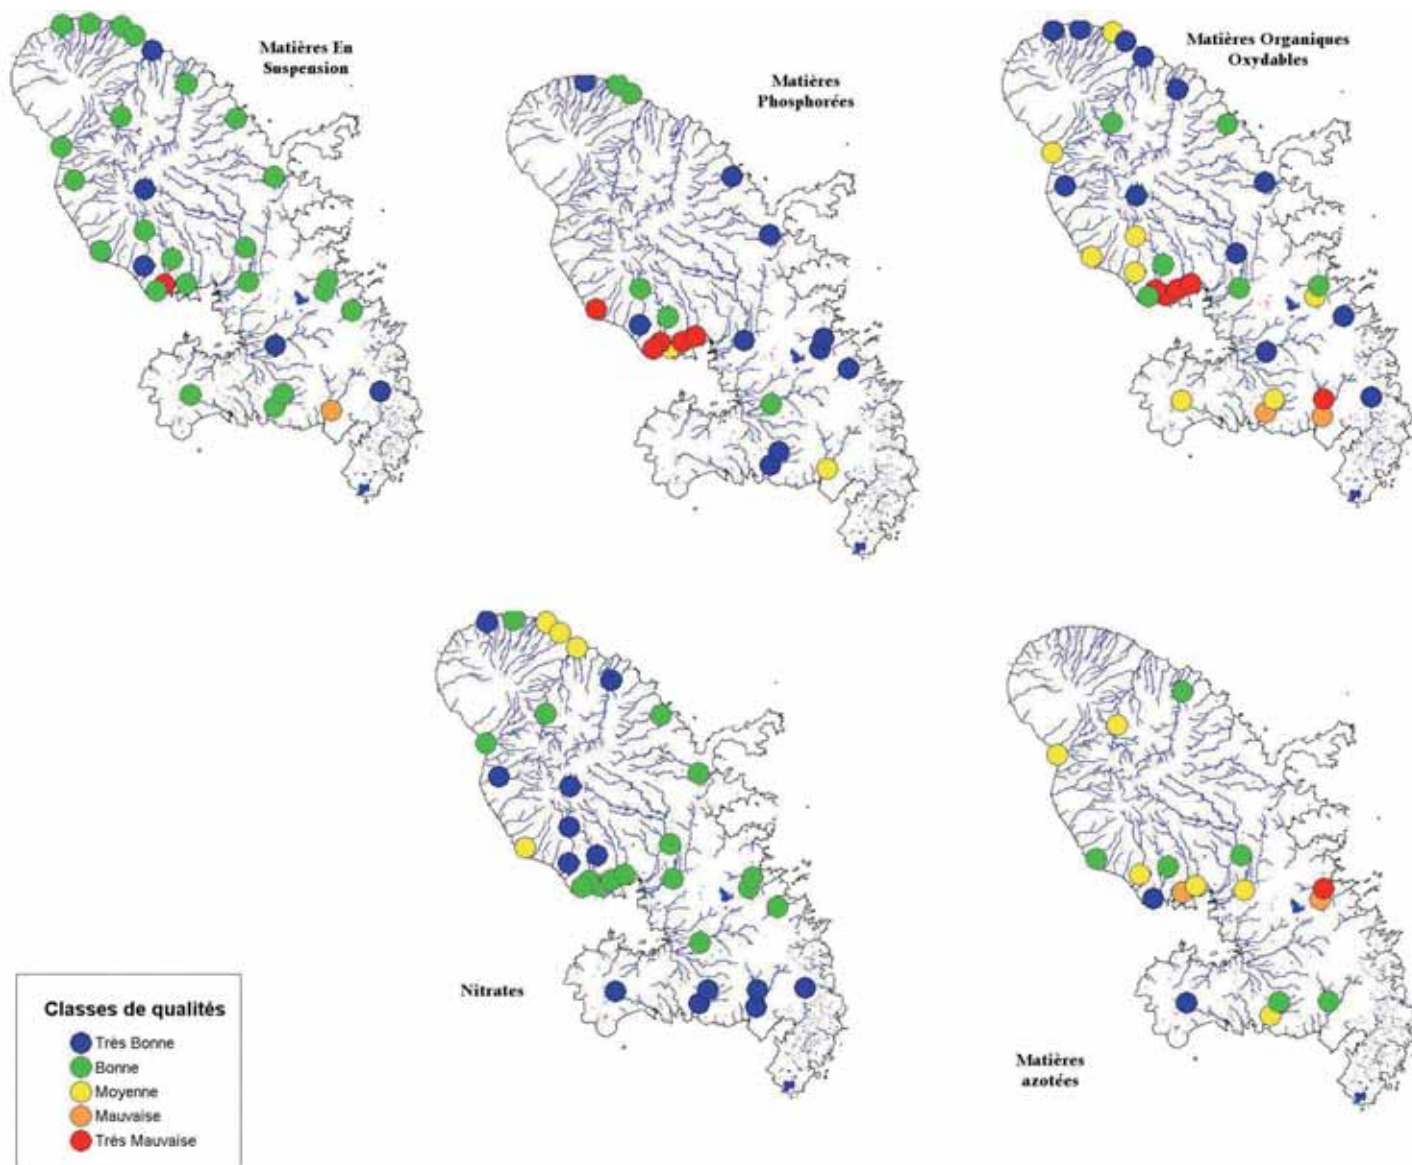 Matières En
Suspension
Matières
Phosphorées
Matières Organiques
Oxydables
Nitrates
Matières
azotées
Classes de qualités
Très Bonne
Bonne
Moyenne
Mauvaise
Trés Mauvaise